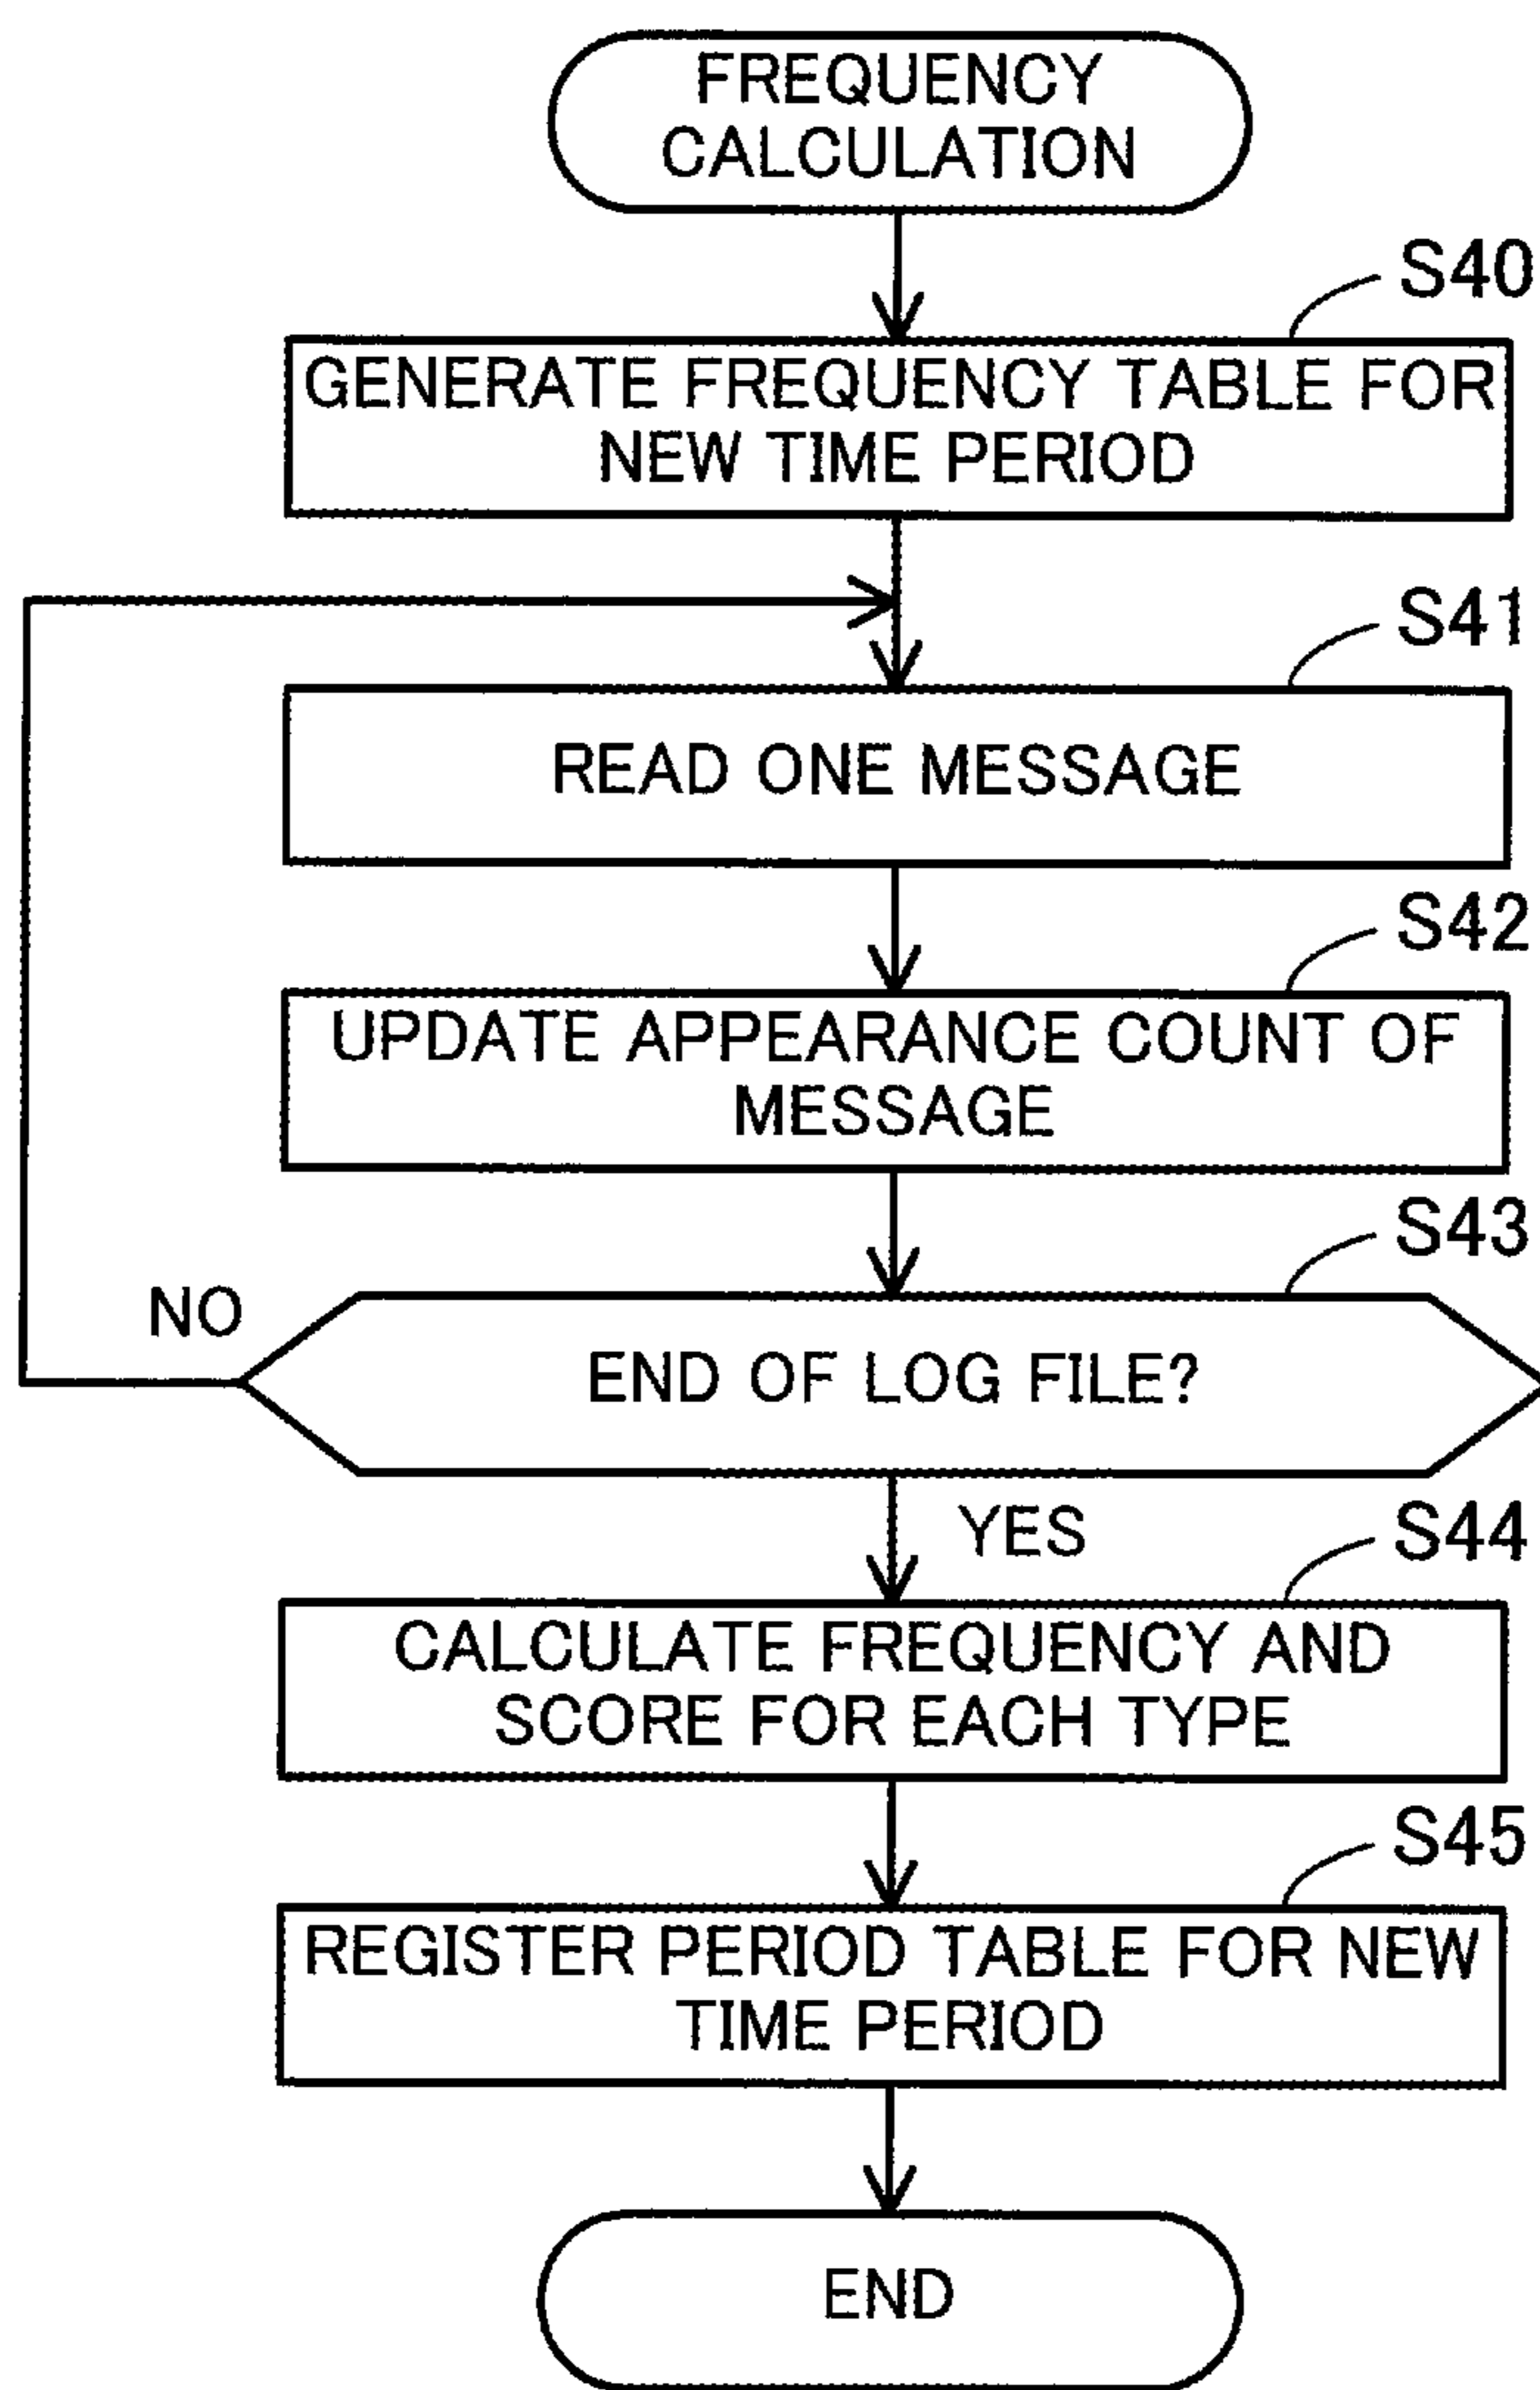 FREQUENCY
CALCULATION
S40
GENERATE FREQUENCY TABLE FOR
NEW TIME PERIOD
S41
READ ONE MESSAGE
S42
UPDATE APPEARANCE COUNT OF
MESSAGE
S43
NO
END OF LOG FILE?
YES
S44
CALCULATE FREQUENCY AND
SCORE FOR EACH TYPE
S45
REGISTER PERIOD TABLE FOR NEW
TIME PERIOD
END